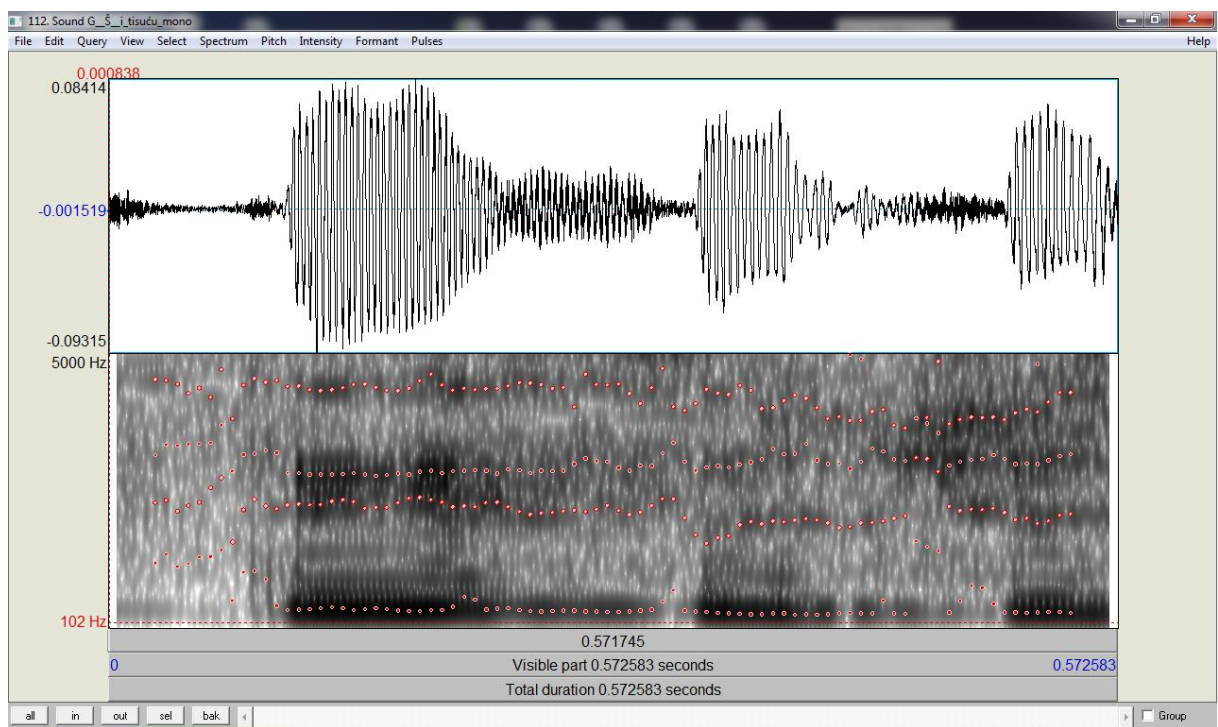 112. Sound G__Š__i_tisuću_mono
File Edit Query View Select Spectrum Pitch Intensity Formant Pulses Help
0.000838
0.08414
-0.001519
-0.09315
5000 Hz
102 Hz
0.571745
0 Visible part 0.572583 seconds 0.572583
Total duration 0.572583 seconds
all in out sel bak Group